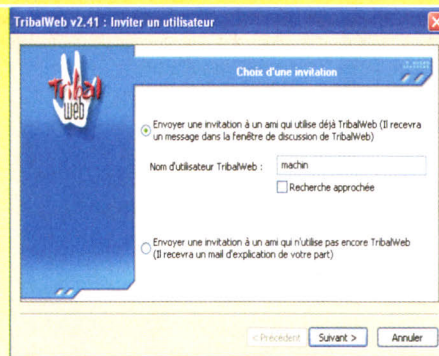 TribalWeb v2.41 : Inviter un utilisateur
Tribal
Web
Choix d'une invitation
Envoyer une invitation à un ami qui utilise déjà TribalWeb (Il recevra
un message dans la fenêtre de discussion de TribalWeb)
Nom d'utilisateur TribalWeb :
machin
Recherche approchée
Envoyer une invitation à un ami qui n'utilise pas encore TribalWeb
(Il recevra un mail d'explication de votre part)
< Précédent
Suivant >
Annuler